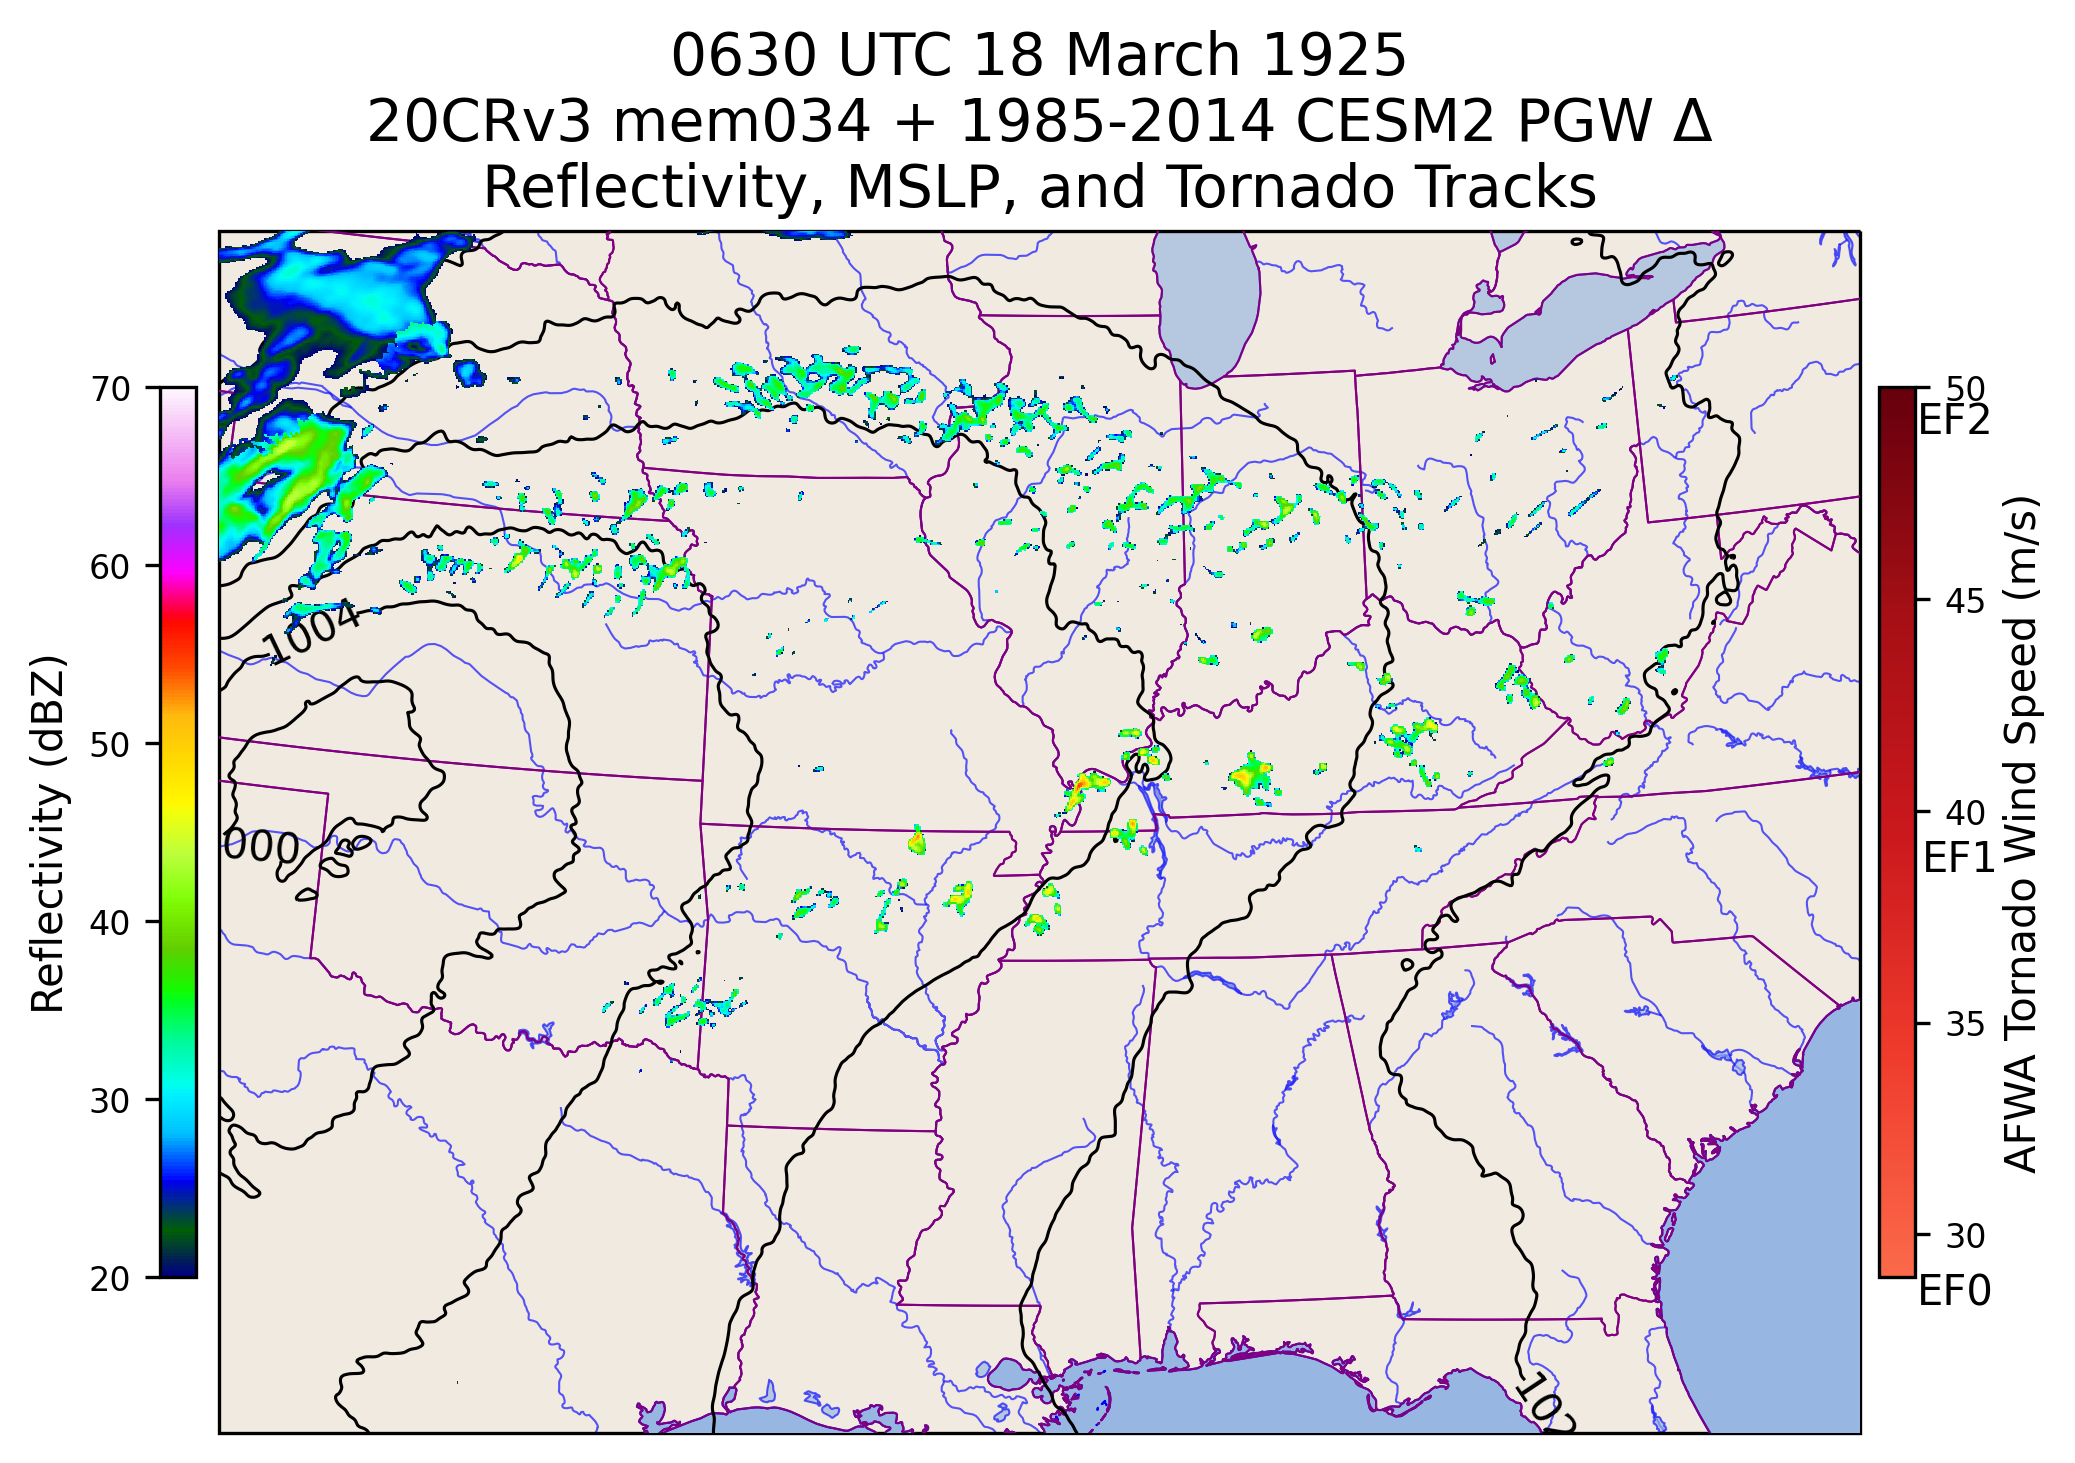 0630 UTC 18 March 1925
20CRv3 mem034 + 1985-2014 CESM2 PGW Δ
Reflectivity, MSLP, and Tornado Tracks
Reflectivity (dBZ)
70
60
50
40
30
20
1004
000
102
50
EF2
45
40
EF1
35
30
EF0
AFWA Tornado Wind Speed (m/s)